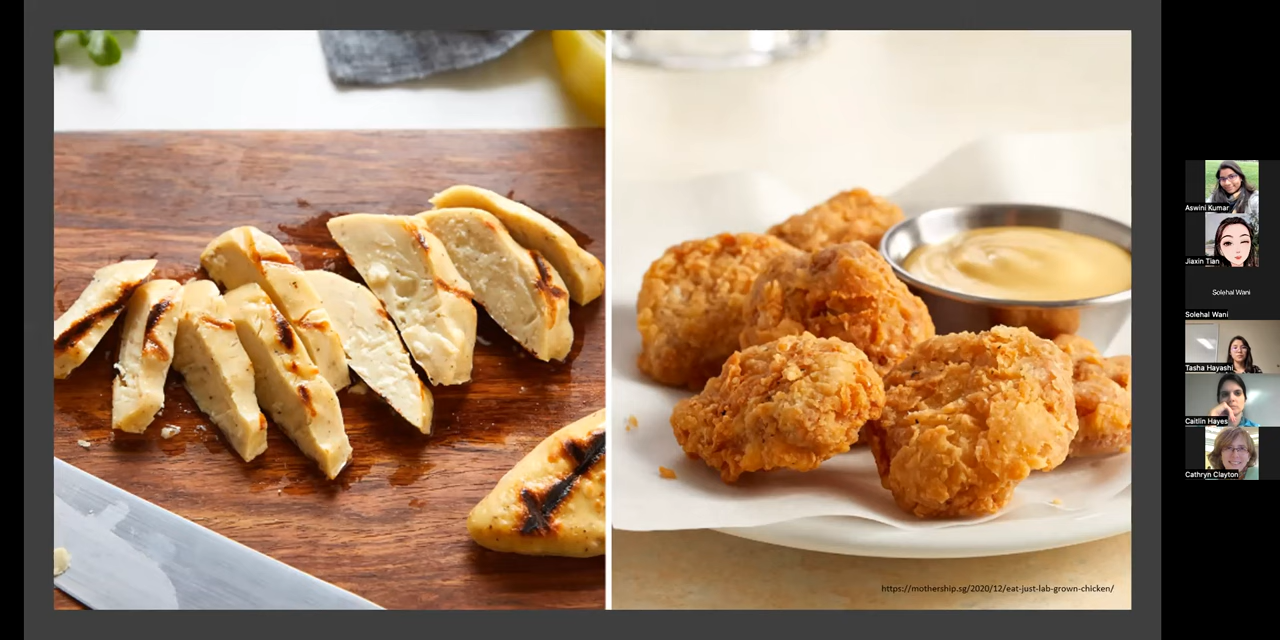 https://mothership.sg/2020/12/eat-just-lab-grown-chicken/
Aswini Kumar
Jiaxin Tian
Solehal Wani
Solehal Wani
Tasha Hayashi
Caitlin Hayes
Cathryn Clayton